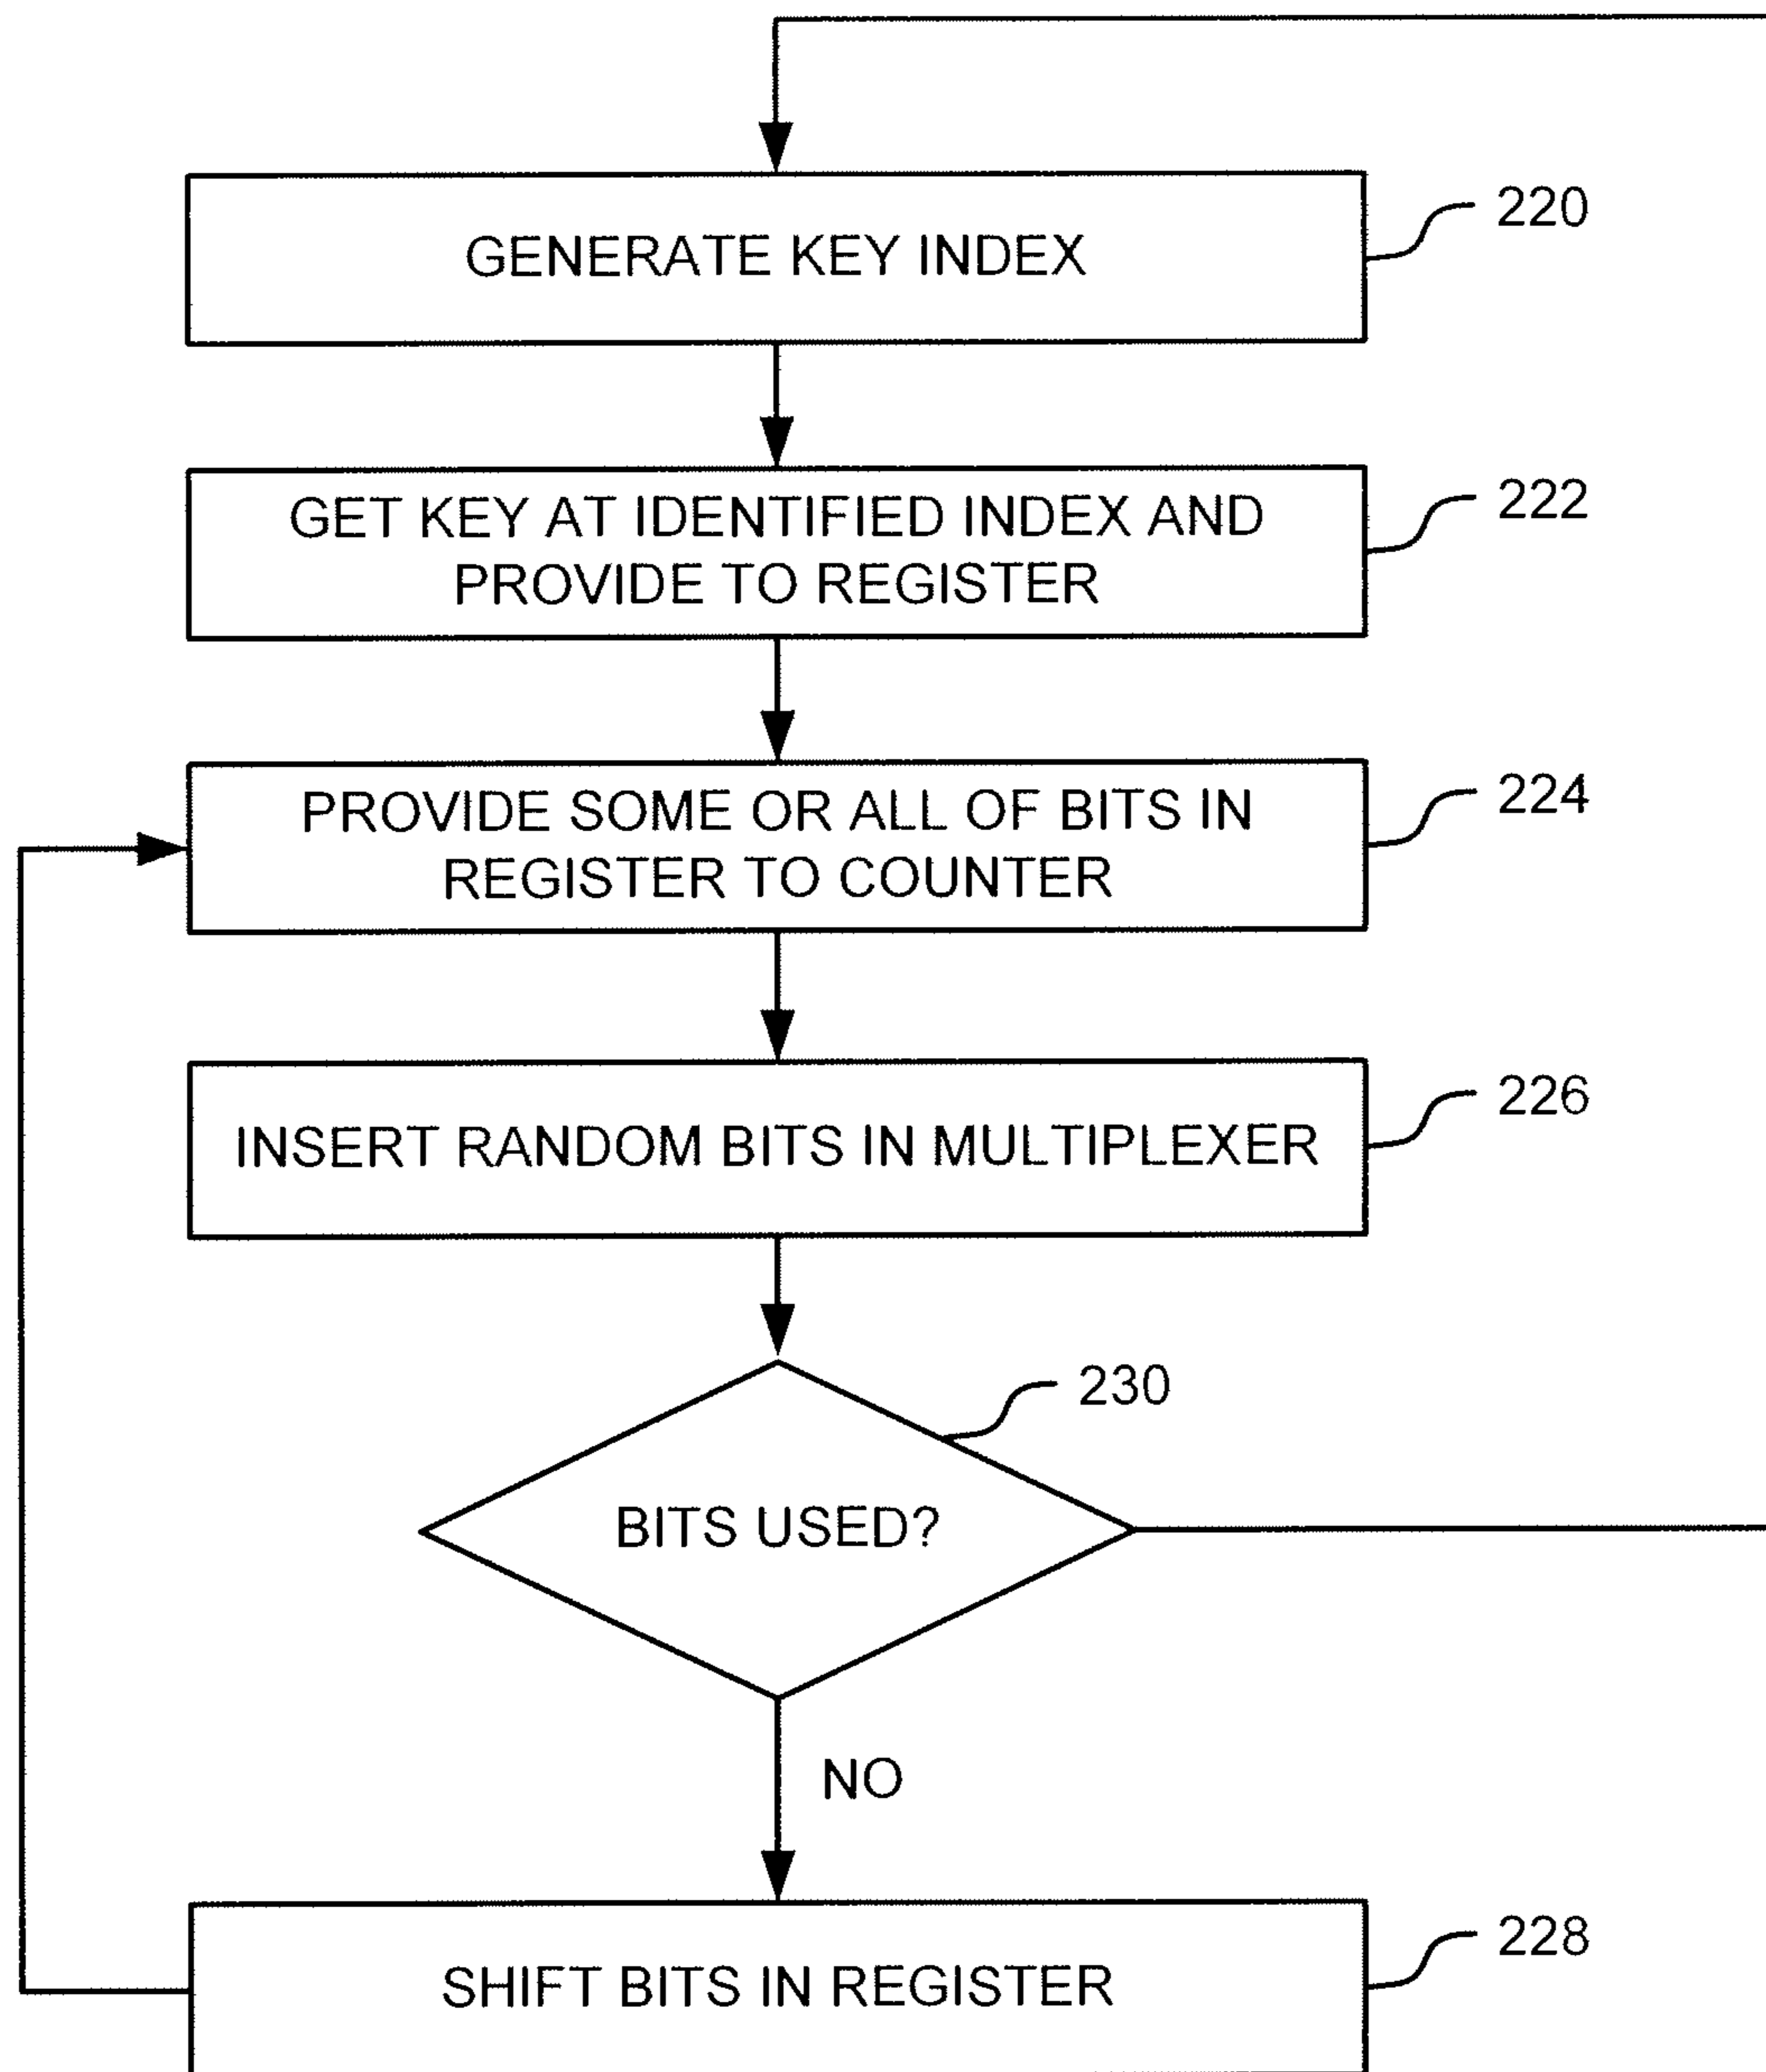 GENERATE KEY INDEX
220
GET KEY AT IDENTIFIED INDEX AND
PROVIDE TO REGISTER
222
PROVIDE SOME OR ALL OF BITS IN
REGISTER TO COUNTER
224
INSERT RANDOM BITS IN MULTIPLEXER
226
230
BITS USED?
NO
SHIFT BITS IN REGISTER
228